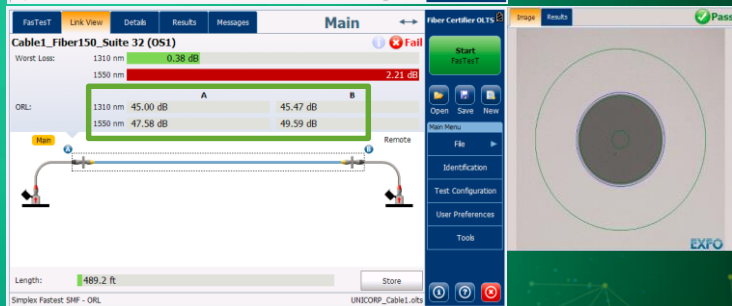 FasTesT Link View Details Results Messages Main
Cable1_Fiber150_Suite 32 (OS1) Fail
Worst Loss: 1310 nm 0.38 dB
1550 nm 2.21 dB
A B
ORL: 1310 nm 45.00 dB 45.47 dB
1550 nm 47.58 dB 49.59 dB
Main Remote
A B
Length: 489.2 ft Store
Simplex Fastest SMF - ORL UNICORP_Cable1.olts
Fiber Certifier OLTS
Start
FasTesT
Open Save New
Main Menu
File
Identification
Test Configuration
User Preferences
Tools
Image Results Pass
EXFO